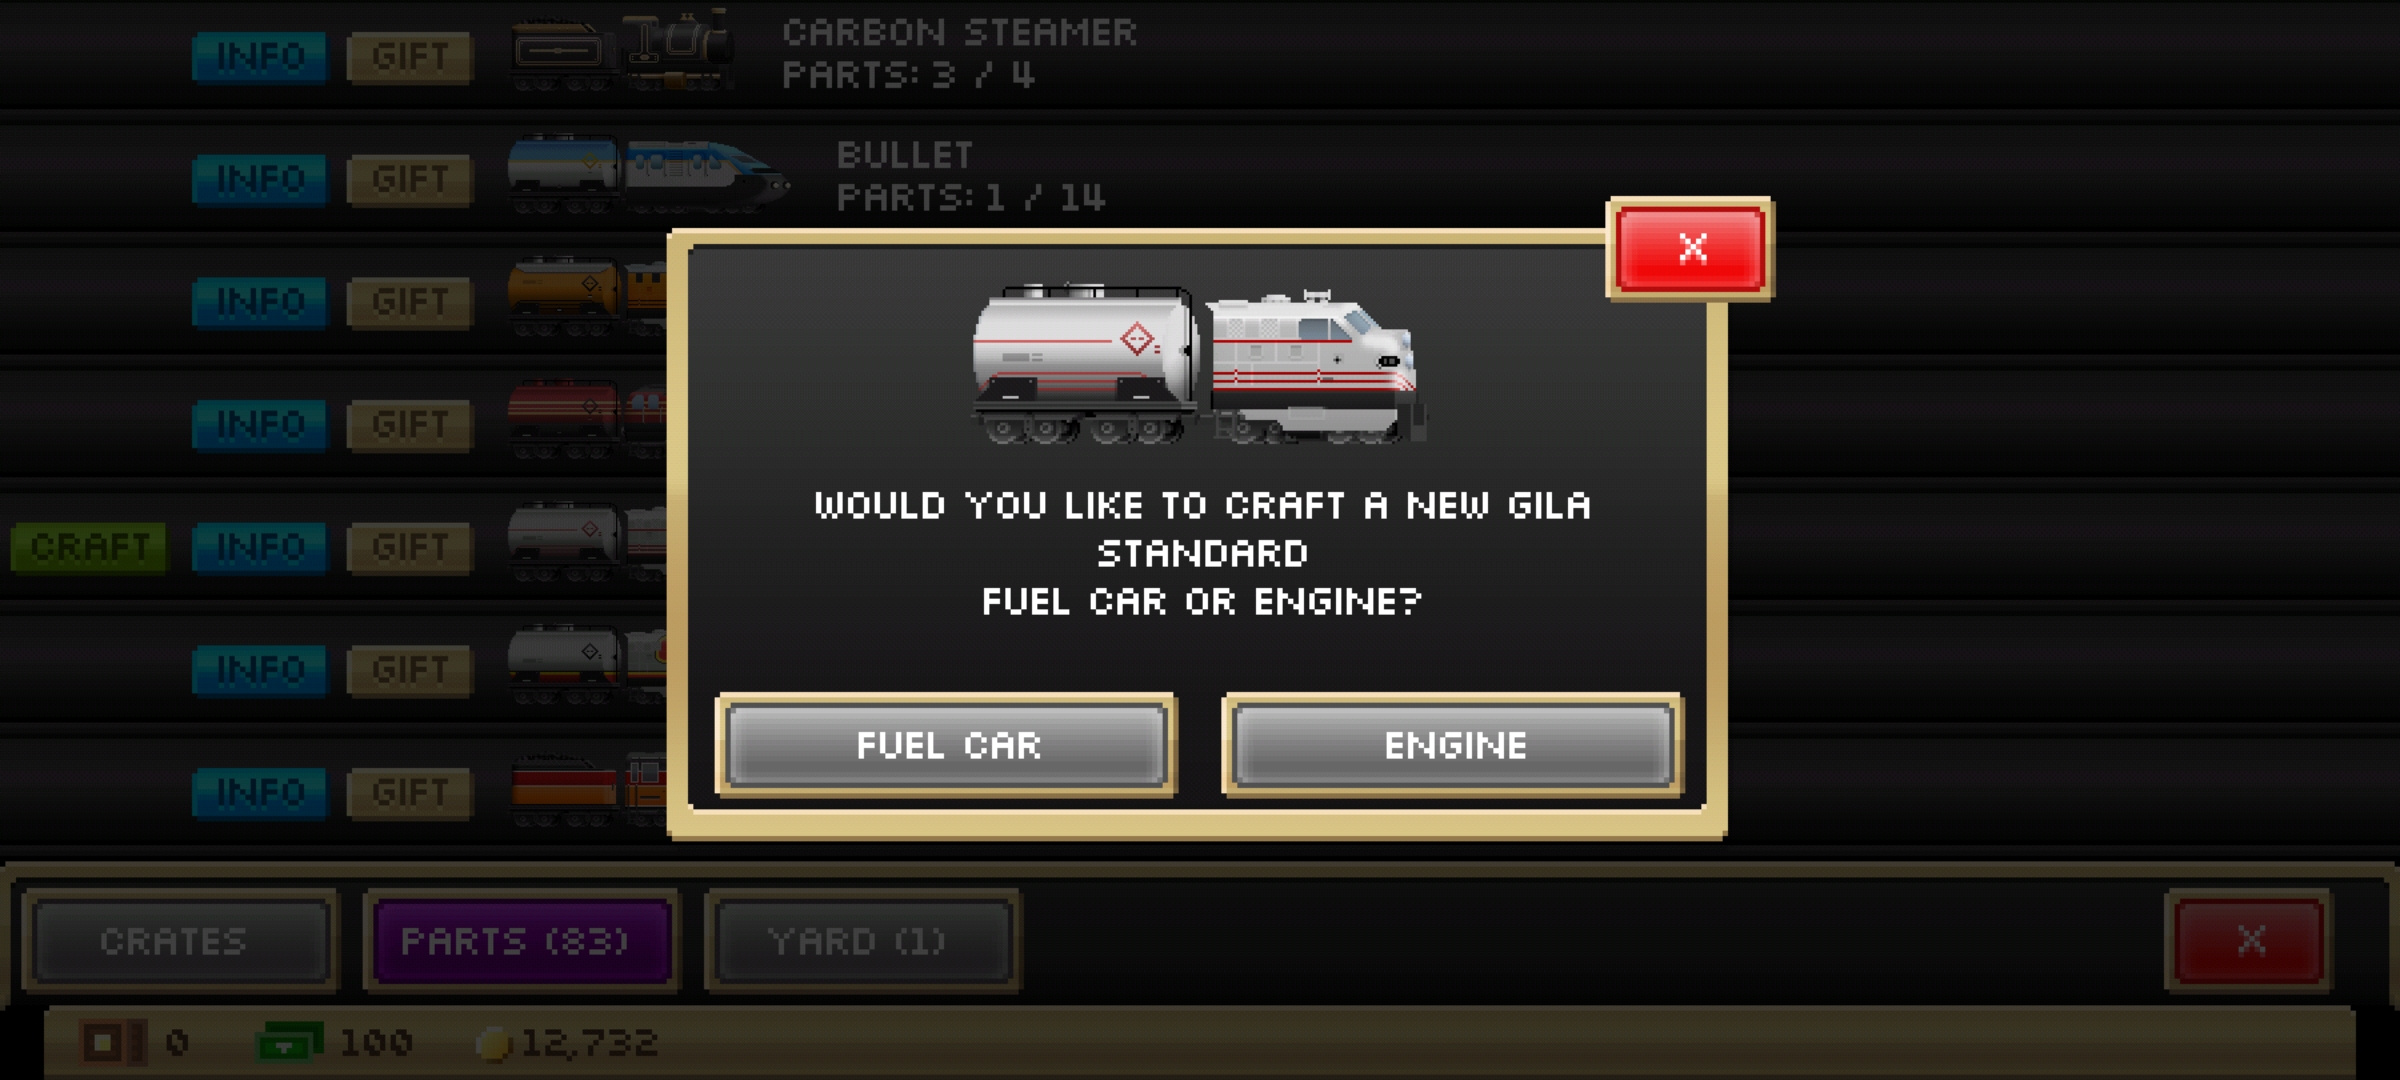 INFO GIFT CARBON STEAMER
PARTS: 3 / 4
INFO GIFT BULLET
PARTS: 1 / 14
X
INFO GIFT
INFO GIFT
WOULD YOU LIKE TO CRAFT A NEW GILA
STANDARD
FUEL CAR OR ENGINE?
CRAFT INFO GIFT
INFO GIFT
FUEL CAR ENGINE
INFO GIFT
CRATES PARTS (83) YARD (1) X
0 100 12,732